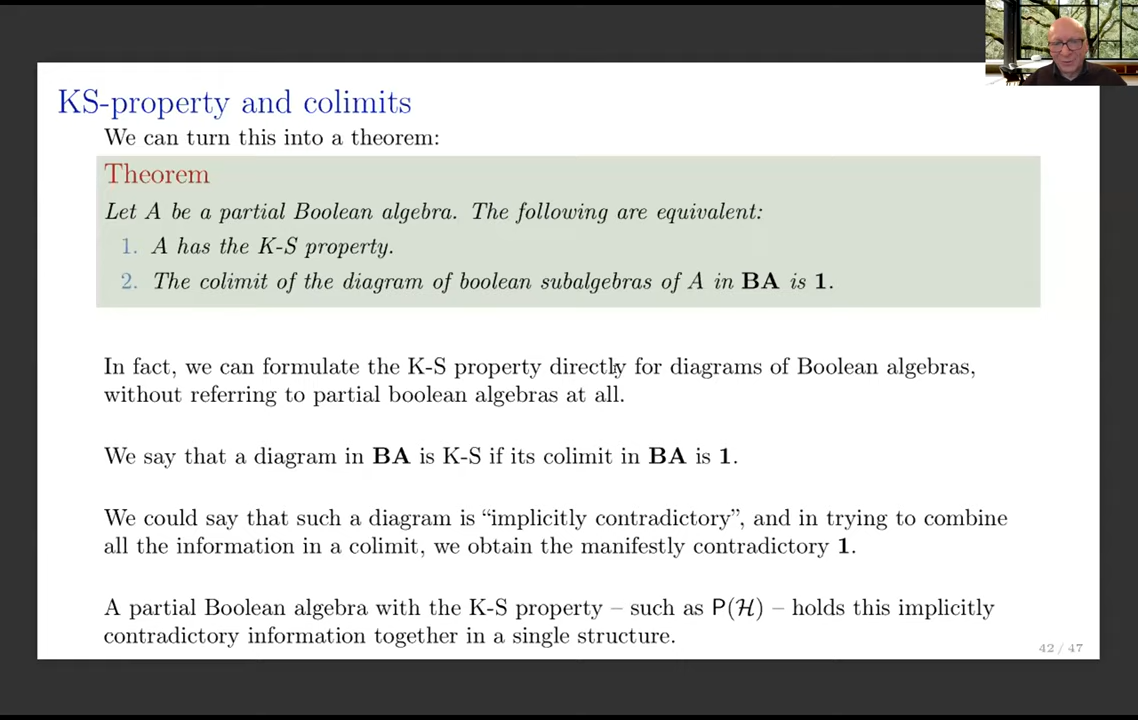 KS-property and colimits
We can turn this into a theorem:
Theorem
Let A be a partial Boolean algebra. The following are equivalent:
1. A has the K-S property.
2. The colimit of the diagram of boolean subalgebras of A in BA is 1.
In fact, we can formulate the K-S property directly for diagrams of Boolean algebras,
without referring to partial boolean algebras at all.
We say that a diagram in BA is K-S if its colimit in BA is 1.
We could say that such a diagram is “implicitly contradictory”, and in trying to combine
all the information in a colimit, we obtain the manifestly contradictory 1.
A partial Boolean algebra with the K-S property – such as P(ℋ) – holds this implicitly
contradictory information together in a single structure.
42 / 47